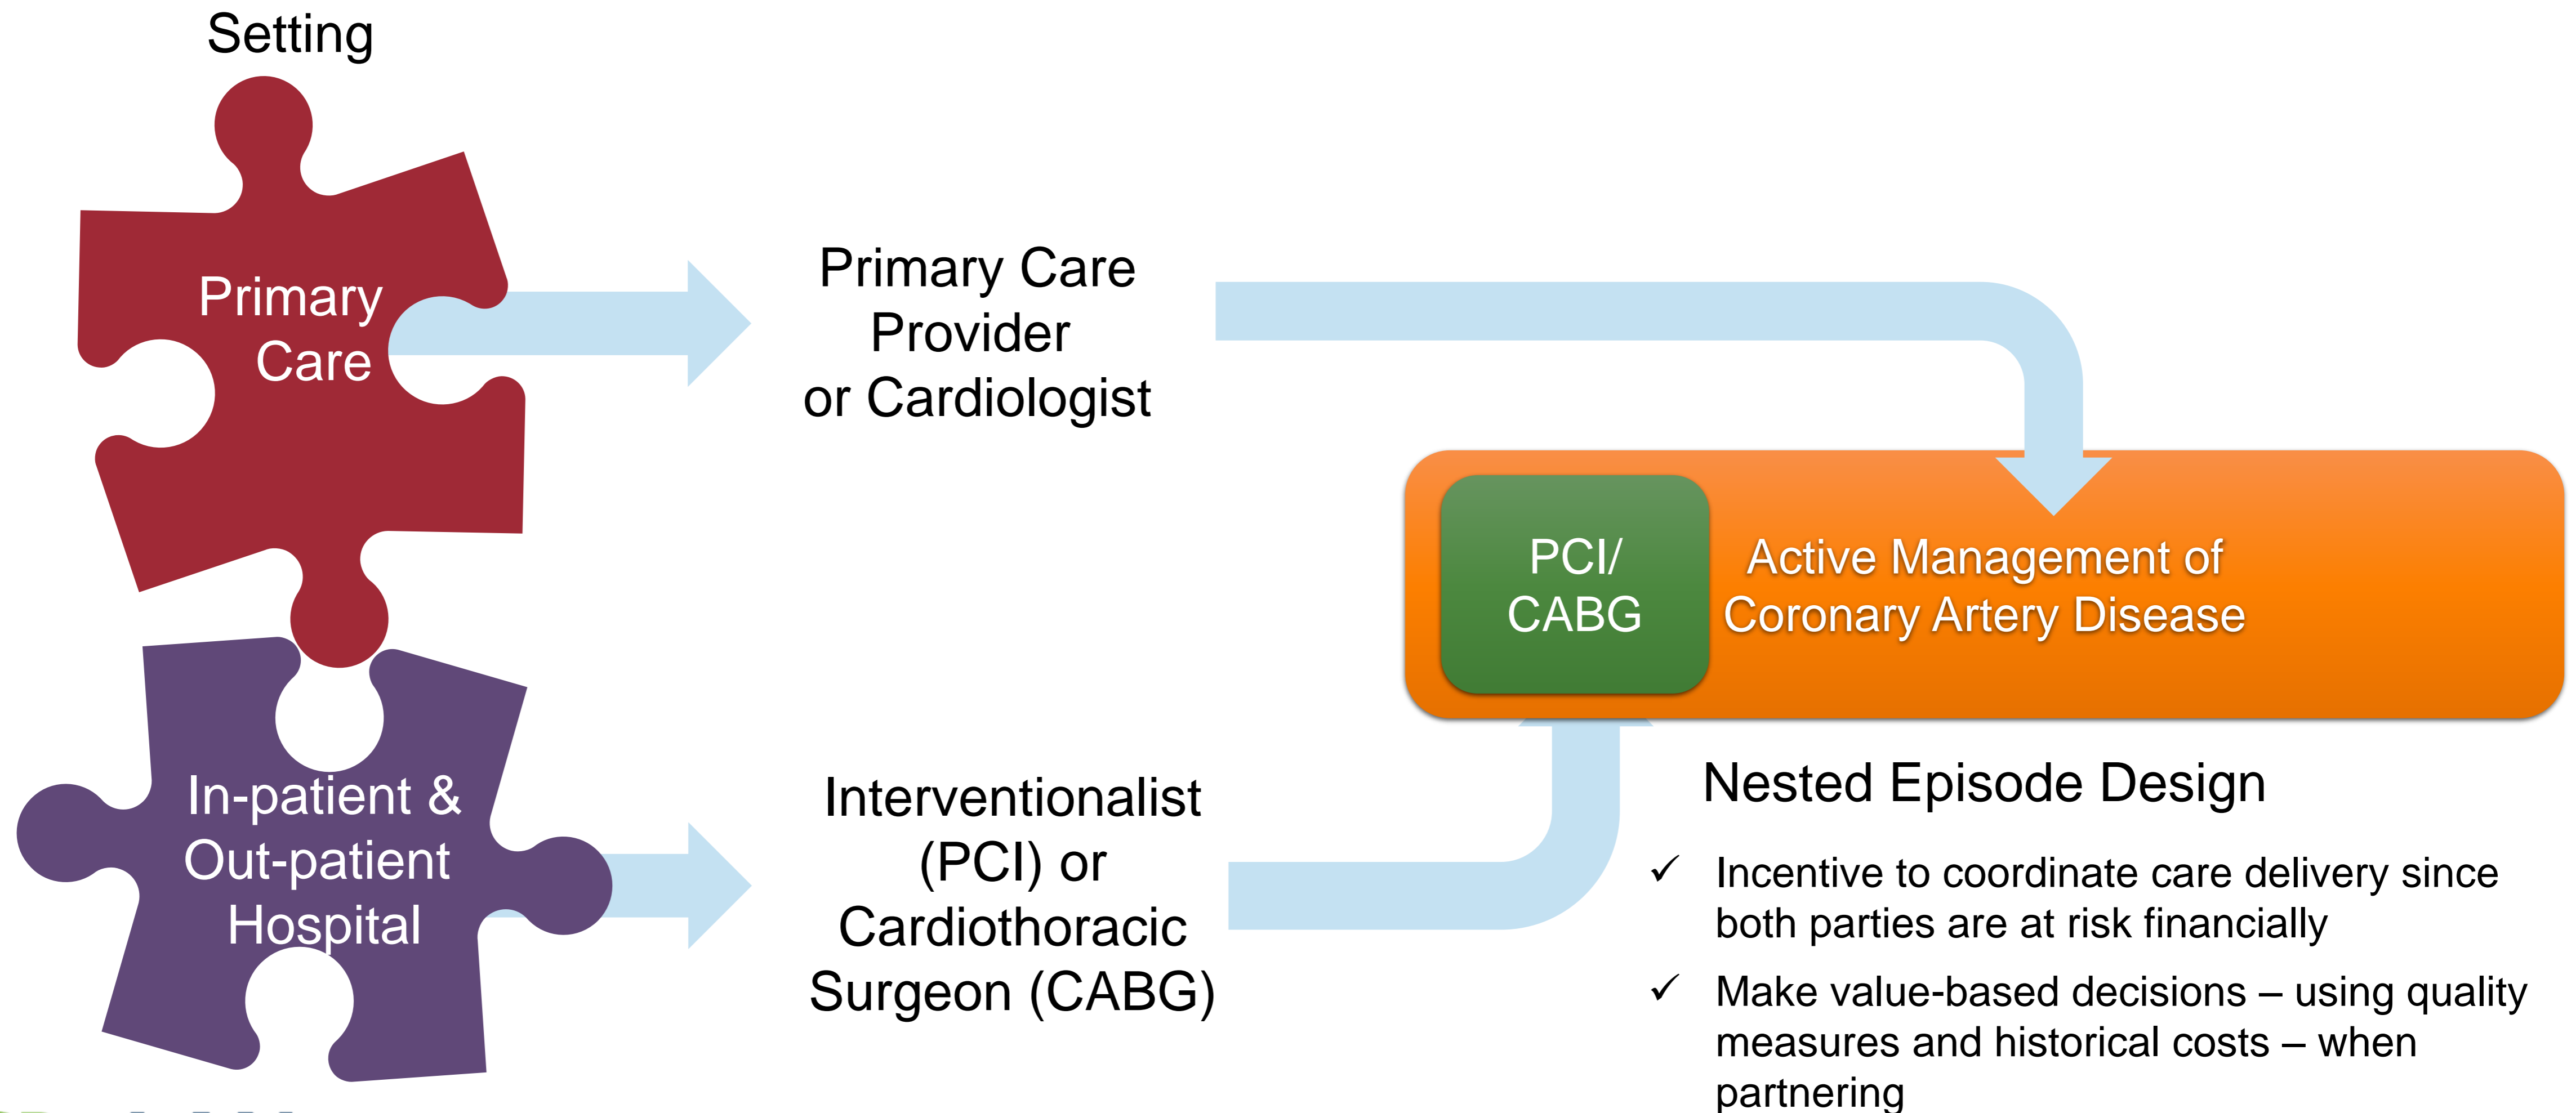 Setting
Primary
Care
Primary Care
Provider
or Cardiologist
PCI/
CABG
Active Management of
Coronary Artery Disease
In-patient &
Out-patient
Hospital
Interventionalist
(PCI) or
Cardiothoracic
Surgeon (CABG)
Nested Episode Design
✓ Incentive to coordinate care delivery since
both parties are at risk financially
✓ Make value-based decisions – using quality
measures and historical costs – when
partnering